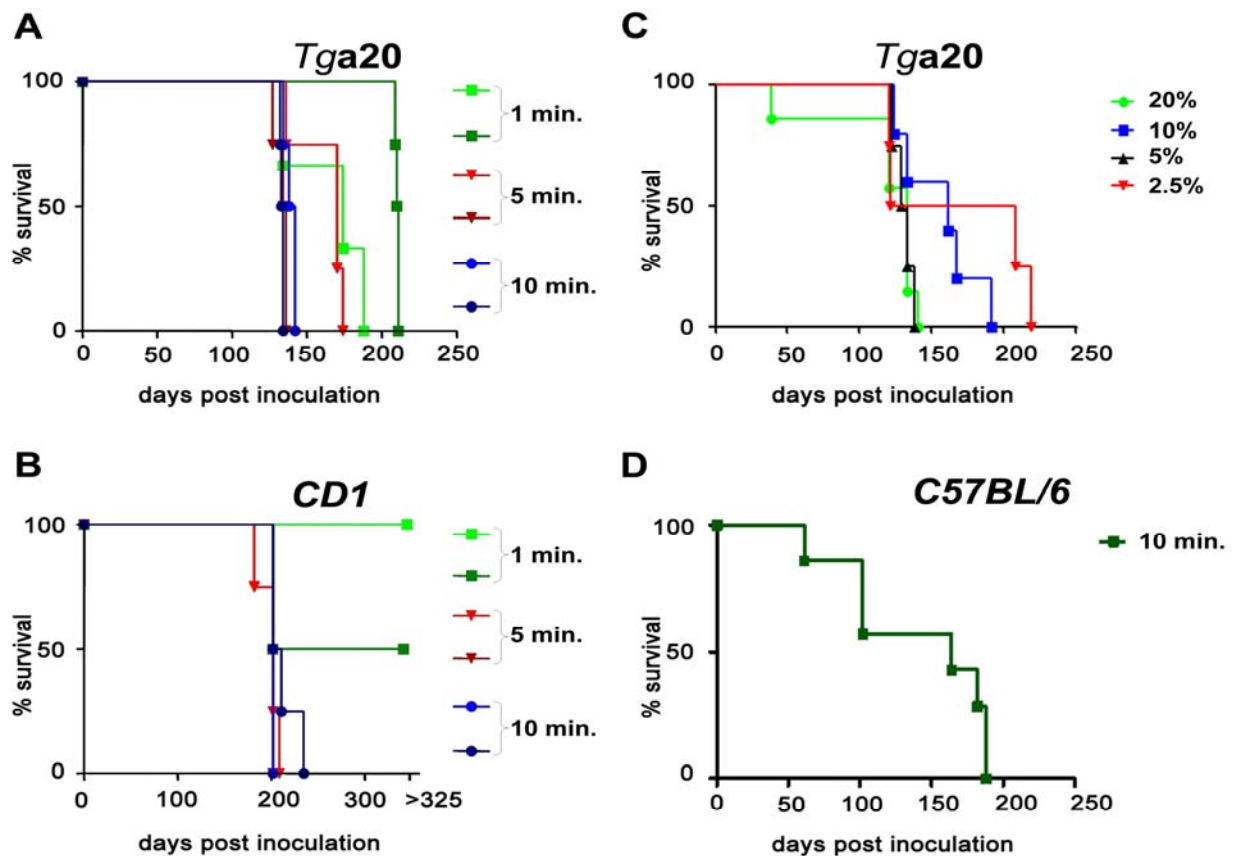 A
Tga20
100
50
0
% survival
0 50 100 150 200 250
days post inoculation
1 min.
5 min.
10 min.
C
Tga20
100
50
0
% survival
0 50 100 150 200 250
days post inoculation
20%
10%
5%
2.5%
B
CD1
100
50
0
% survival
0 100 200 300 >325
days post inoculation
1 min.
5 min.
10 min.
D
C57BL/6
100
50
0
% survival
0 50 100 150 200 250
days post inoculation
10 min.